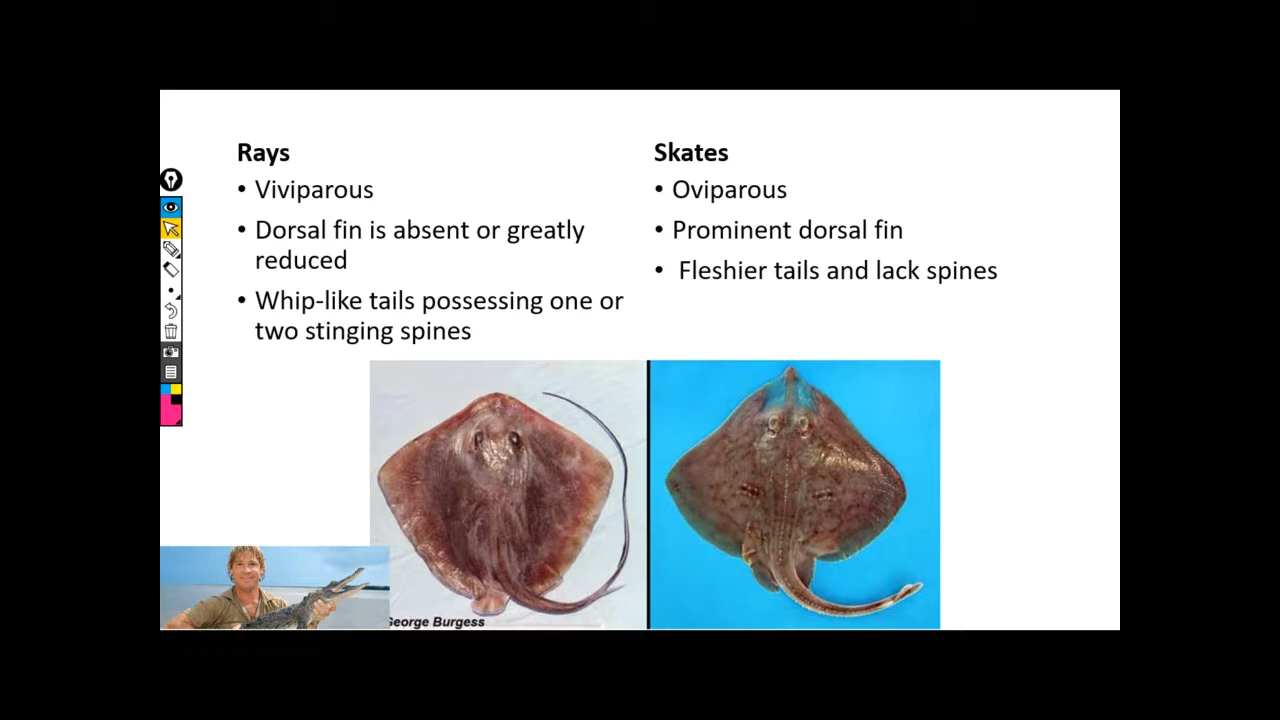 Rays
• Viviparous
• Dorsal fin is absent or greatly
reduced
• Whip-like tails possessing one or
two stinging spines
Skates
• Oviparous
• Prominent dorsal fin
• Fleshier tails and lack spines
George Burgess